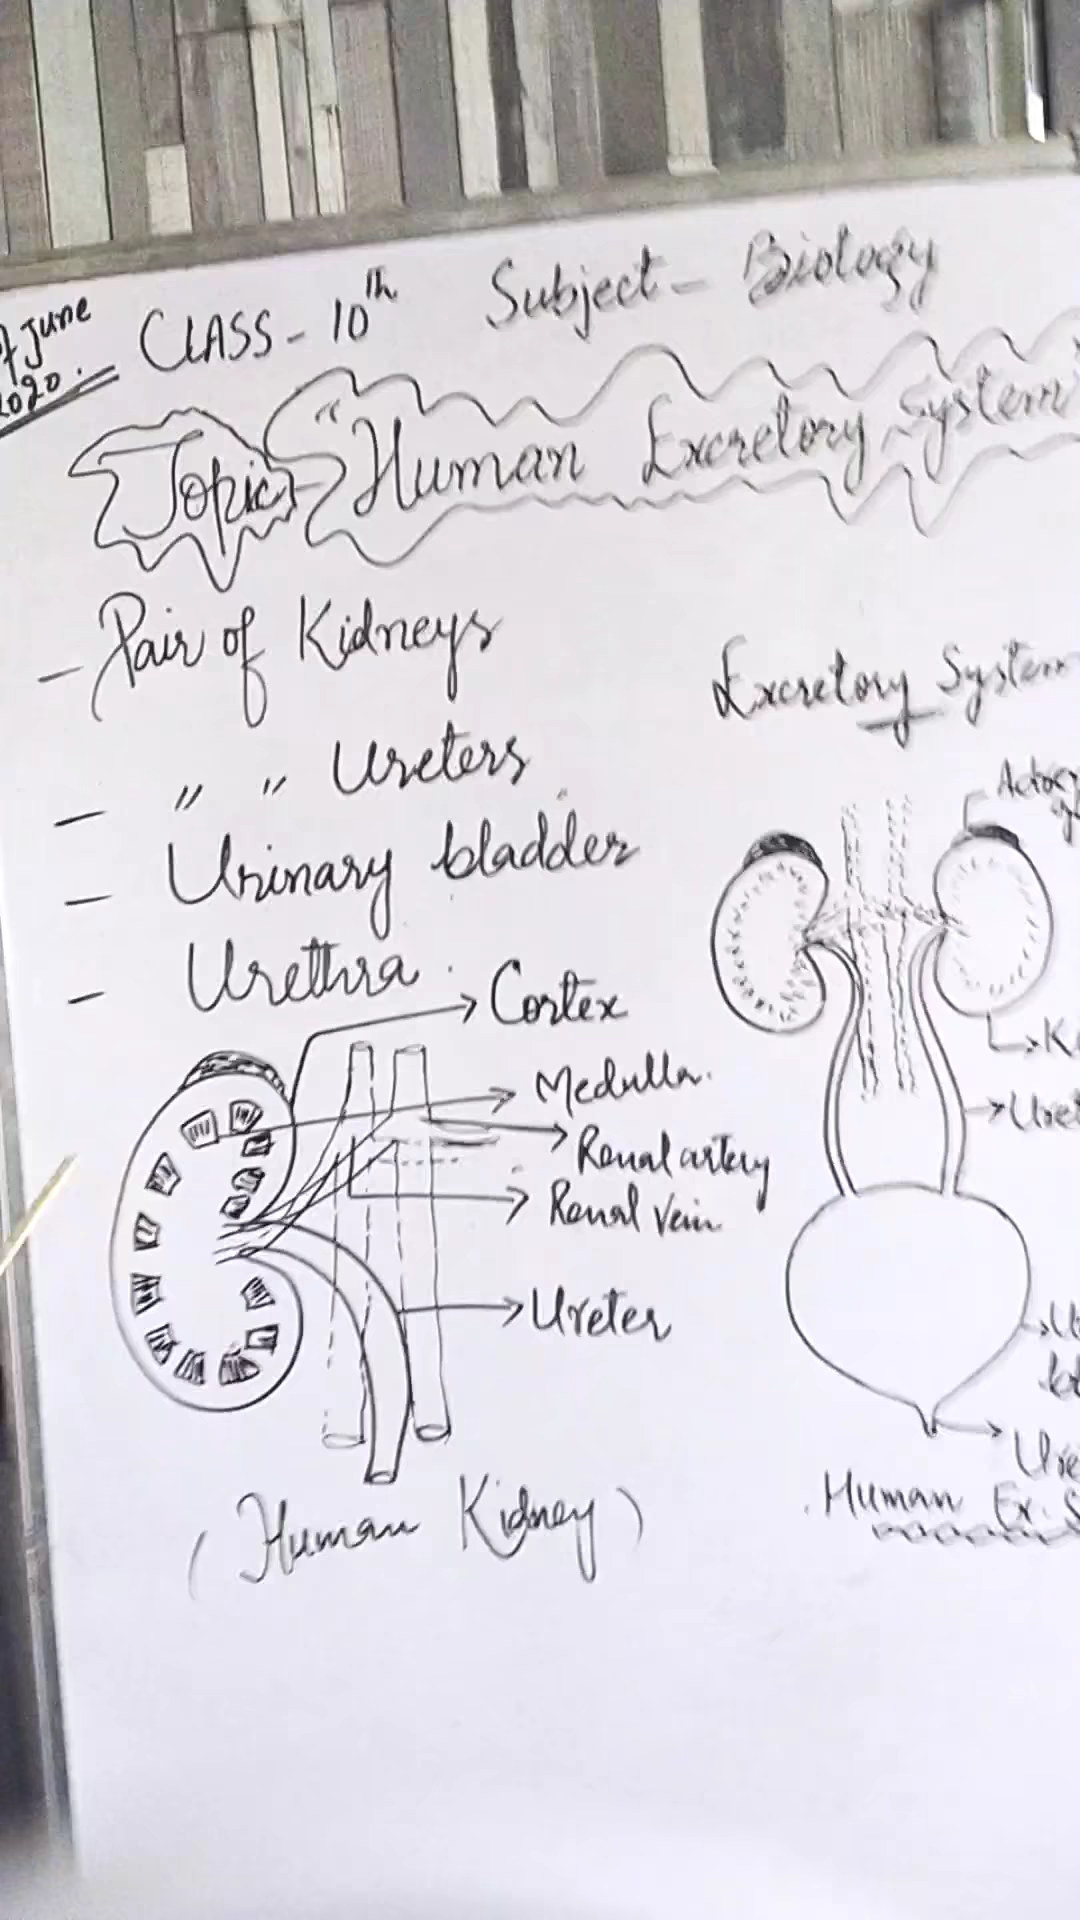 June
2020.
CLASS - 10th Subject - Biology
Topic - "Human Excretory System"
- Pair of Kidneys
- " " Ureters
- Urinary bladder
- Urethra
Cortex
Medulla
Renal artery
Renal vein
Ureter
(Human Kidney)
Excretory System
Human Ex. S